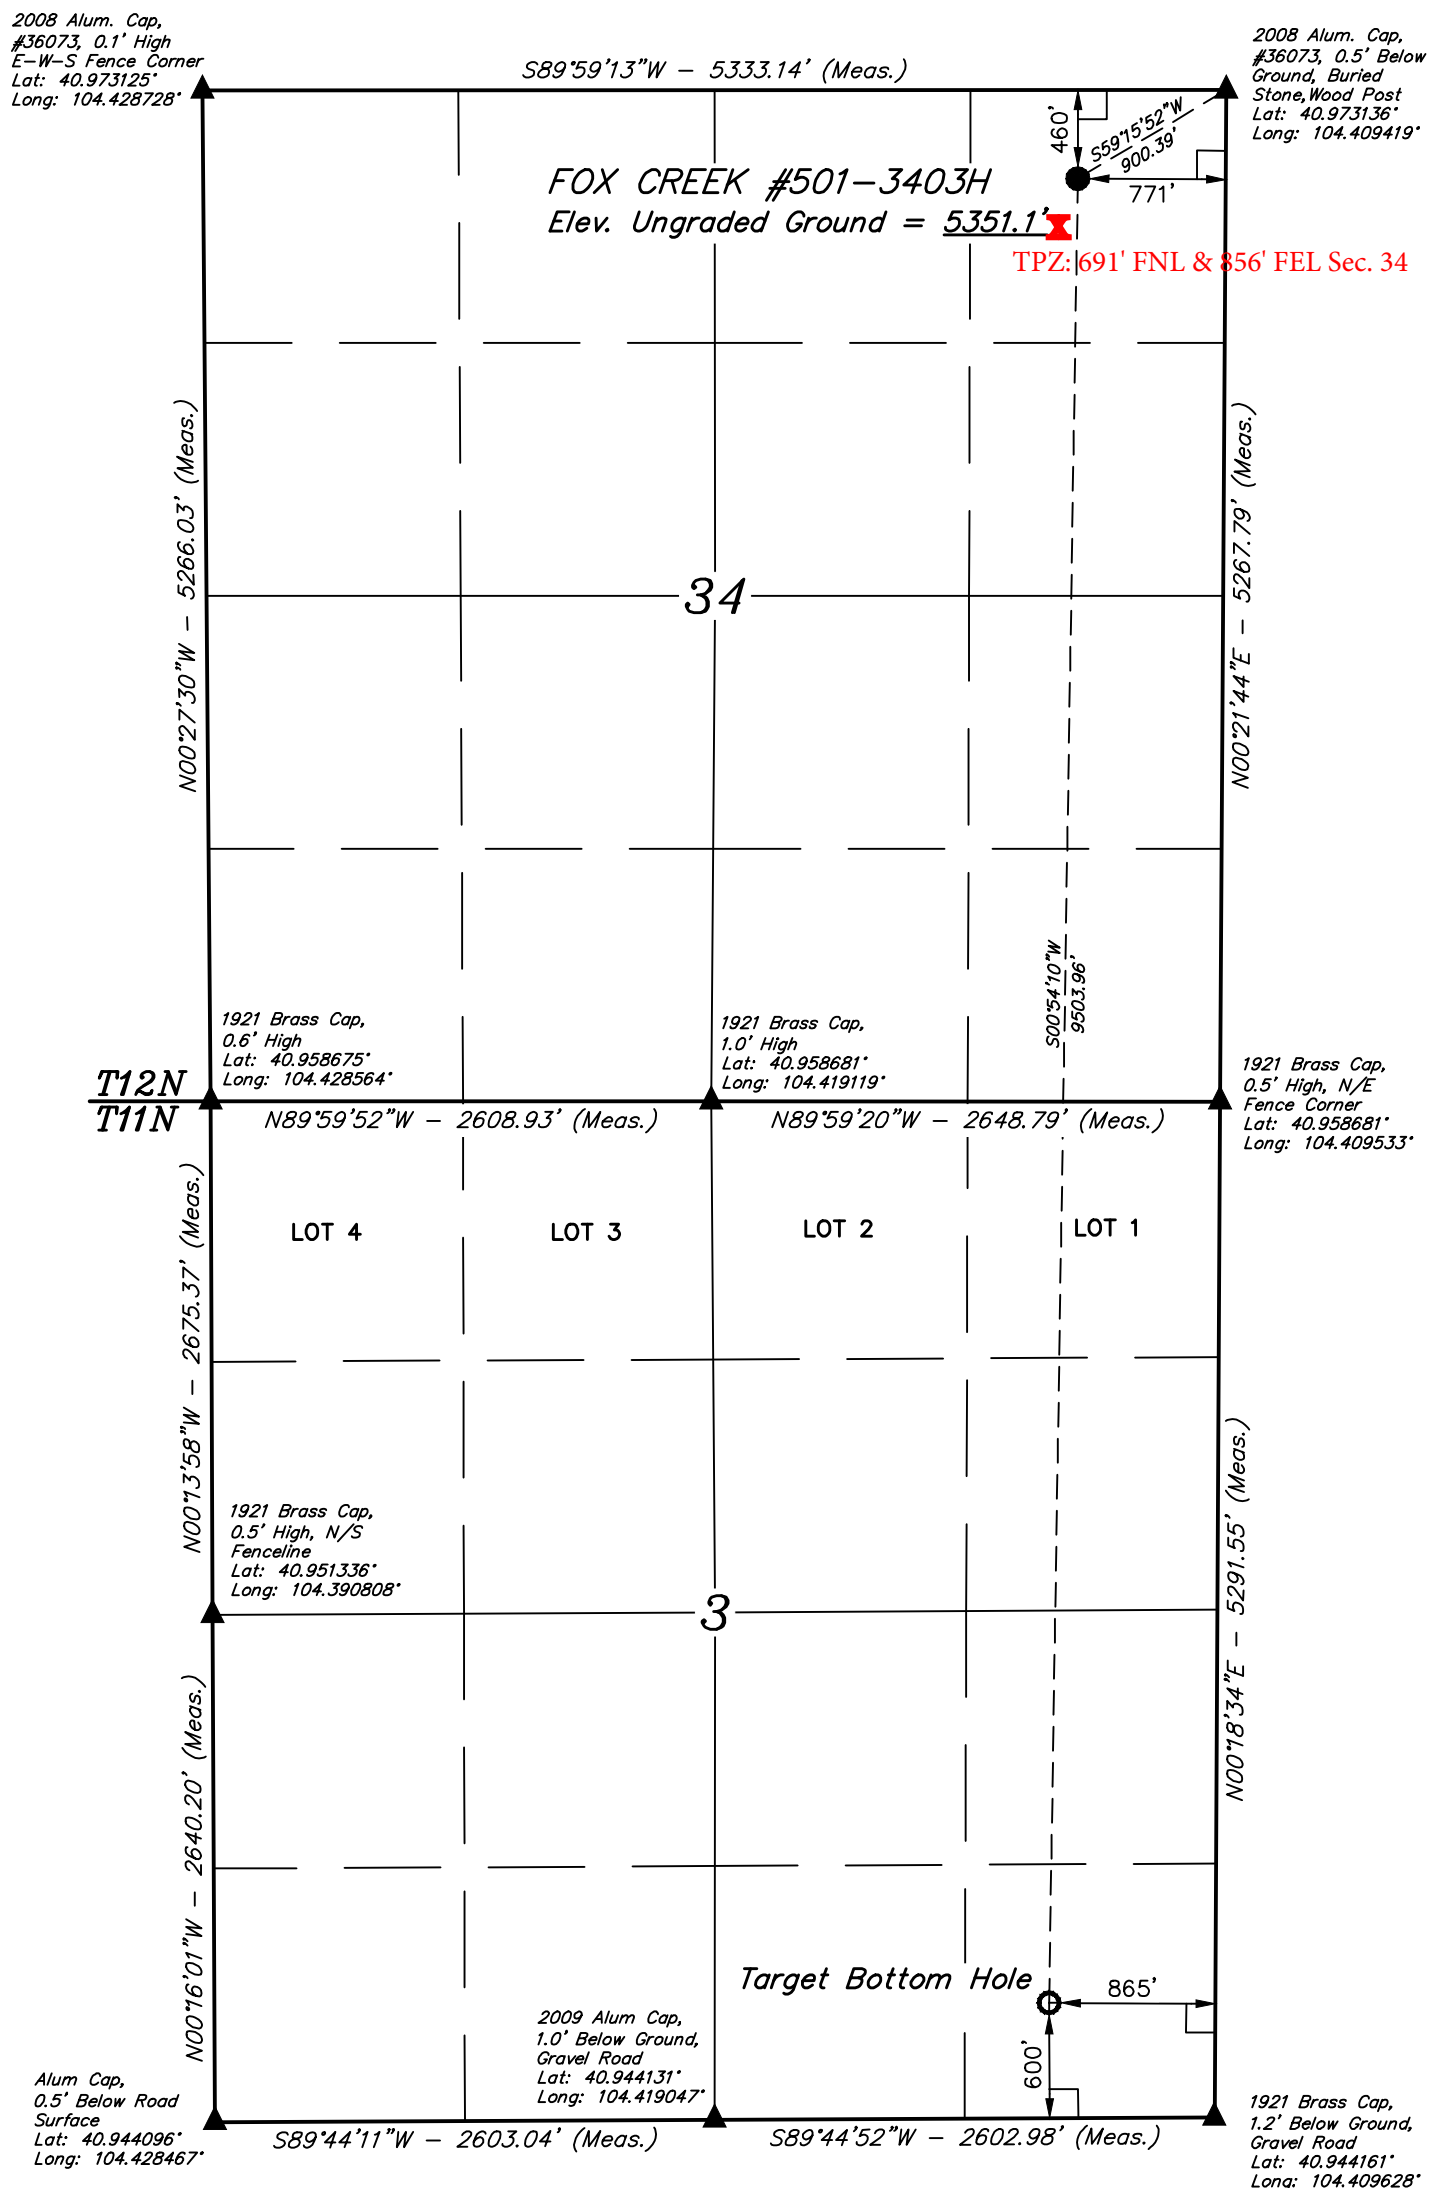 2008 Alum. Cap,
#36073, 0.1' High
E-W-S Fence Corner
Lat: 40.973125°
Long: 104.428728°
S89°59'13"W - 5333.14' (Meas.)
2008 Alum. Cap,
#36073, 0.5' Below
Ground, Buried
Stone,Wood Post
Lat: 40.973136°
Long: 104.409419°
460'
S59°15'52"W
900.39'
771'
FOX CREEK #501-3403H
Elev. Ungraded Ground = 5351.1'
TPZ: 691' FNL & 856' FEL Sec. 34
N00°27'30"W - 5266.03' (Meas.)
34
N00°21'44"E - 5267.79' (Meas.)
S00°54'10"W
9503.96'
1921 Brass Cap,
0.6' High
Lat: 40.958675°
Long: 104.428564°
1921 Brass Cap,
1.0' High
Lat: 40.958681°
Long: 104.419119°
1921 Brass Cap,
0.5' High, N/E
Fence Corner
Lat: 40.958681°
Long: 104.409533°
T12N
T11N
N89°59'52"W - 2608.93' (Meas.)
N89°59'20"W - 2648.79' (Meas.)
LOT 4
LOT 3
LOT 2
LOT 1
N00°13'58"W - 2675.37' (Meas.)
1921 Brass Cap,
0.5' High, N/S
Fenceline
Lat: 40.951336°
Long: 104.390808°
3
N00°18'34"E - 5291.55' (Meas.)
N00°16'01"W - 2640.20' (Meas.)
Target Bottom Hole
865'
600'
2009 Alum Cap,
1.0' Below Ground,
Gravel Road
Lat: 40.944131°
Long: 104.419047°
Alum Cap,
0.5' Below Road
Surface
Lat: 40.944096°
Long: 104.428467°
S89°44'11"W - 2603.04' (Meas.)
S89°44'52"W - 2602.98' (Meas.)
1921 Brass Cap,
1.2' Below Ground,
Gravel Road
Lat: 40.944161°
Long: 104.409628°